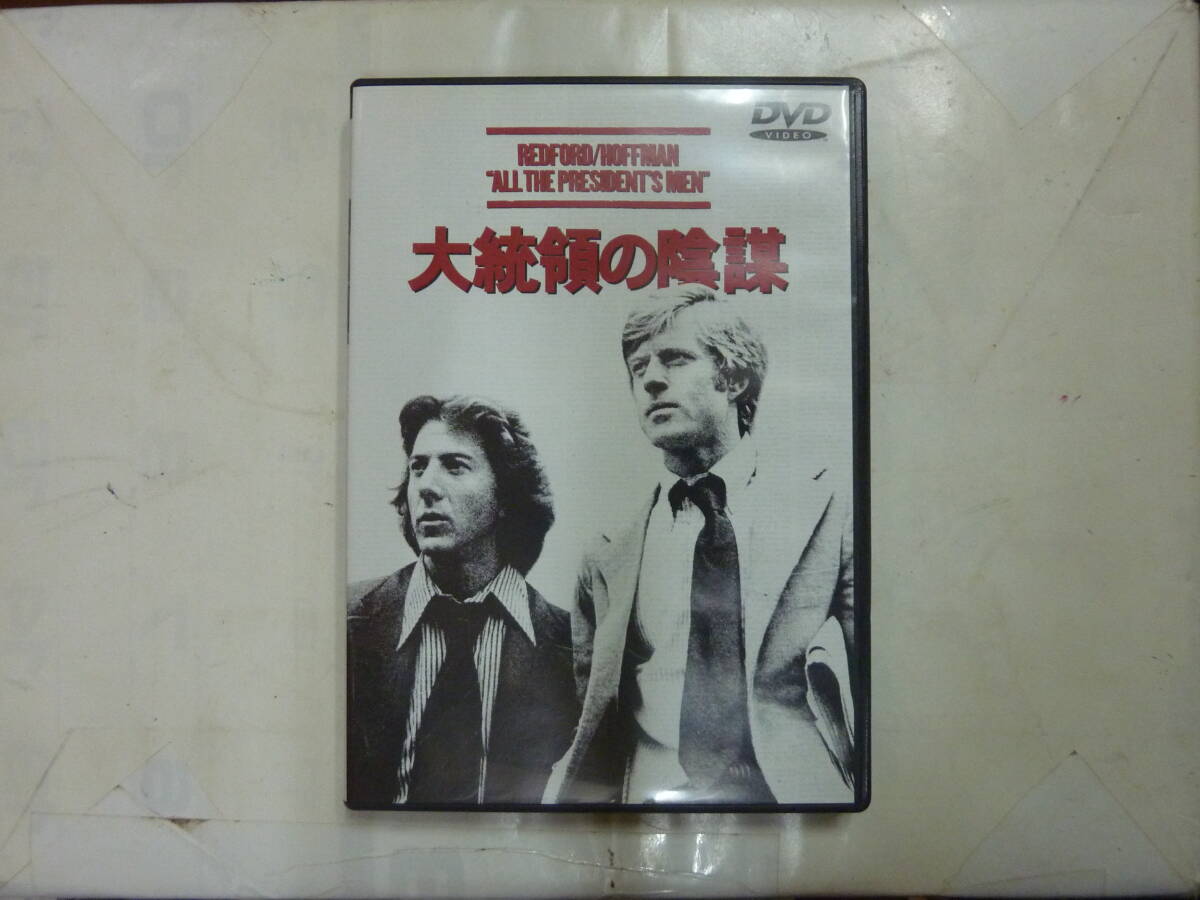 DVD
VIDEO
REDFORD/HOFFMAN
"ALL THE PRESIDENT'S MEN"
大統領の陰謀